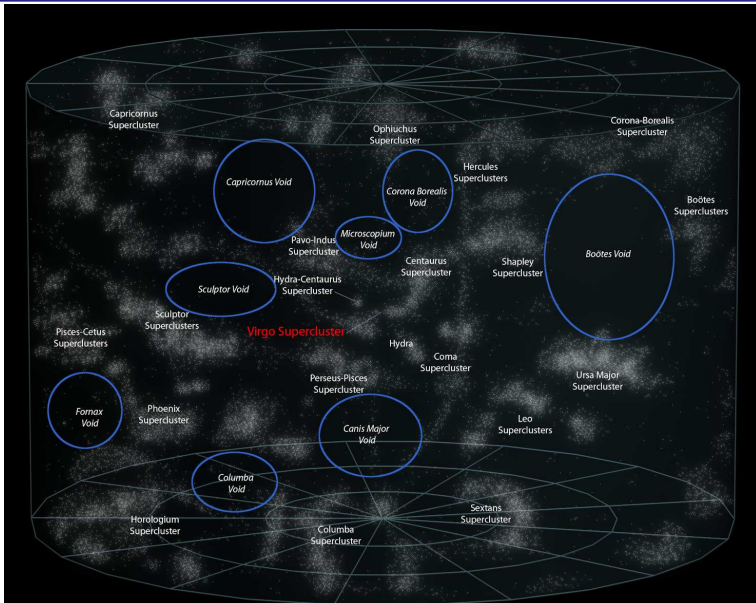 Capricornus
Supercluster
Ophiuchus
Supercluster
Corona-Borealis
Supercluster
Capricornus Void
Corona Borealis
Void
Hercules
Superclusters
Boötes
Superclusters
Microscopium
Void
Pavo-Indus
Supercluster
Centaurus
Supercluster
Shapley
Supercluster
Boötes Void
Sculptor Void
Hydra-Centaurus
Supercluster
Sculptor
Superclusters
Virgo Supercluster
Pisces-Cetus
Superclusters
Hydra
Coma
Supercluster
Perseus-Pisces
Supercluster
Ursa Major
Supercluster
Fornax
Void
Phoenix
Supercluster
Canis Major
Void
Leo
Superclusters
Columba
Void
Horologium
Supercluster
Columba
Supercluster
Sextans
Supercluster